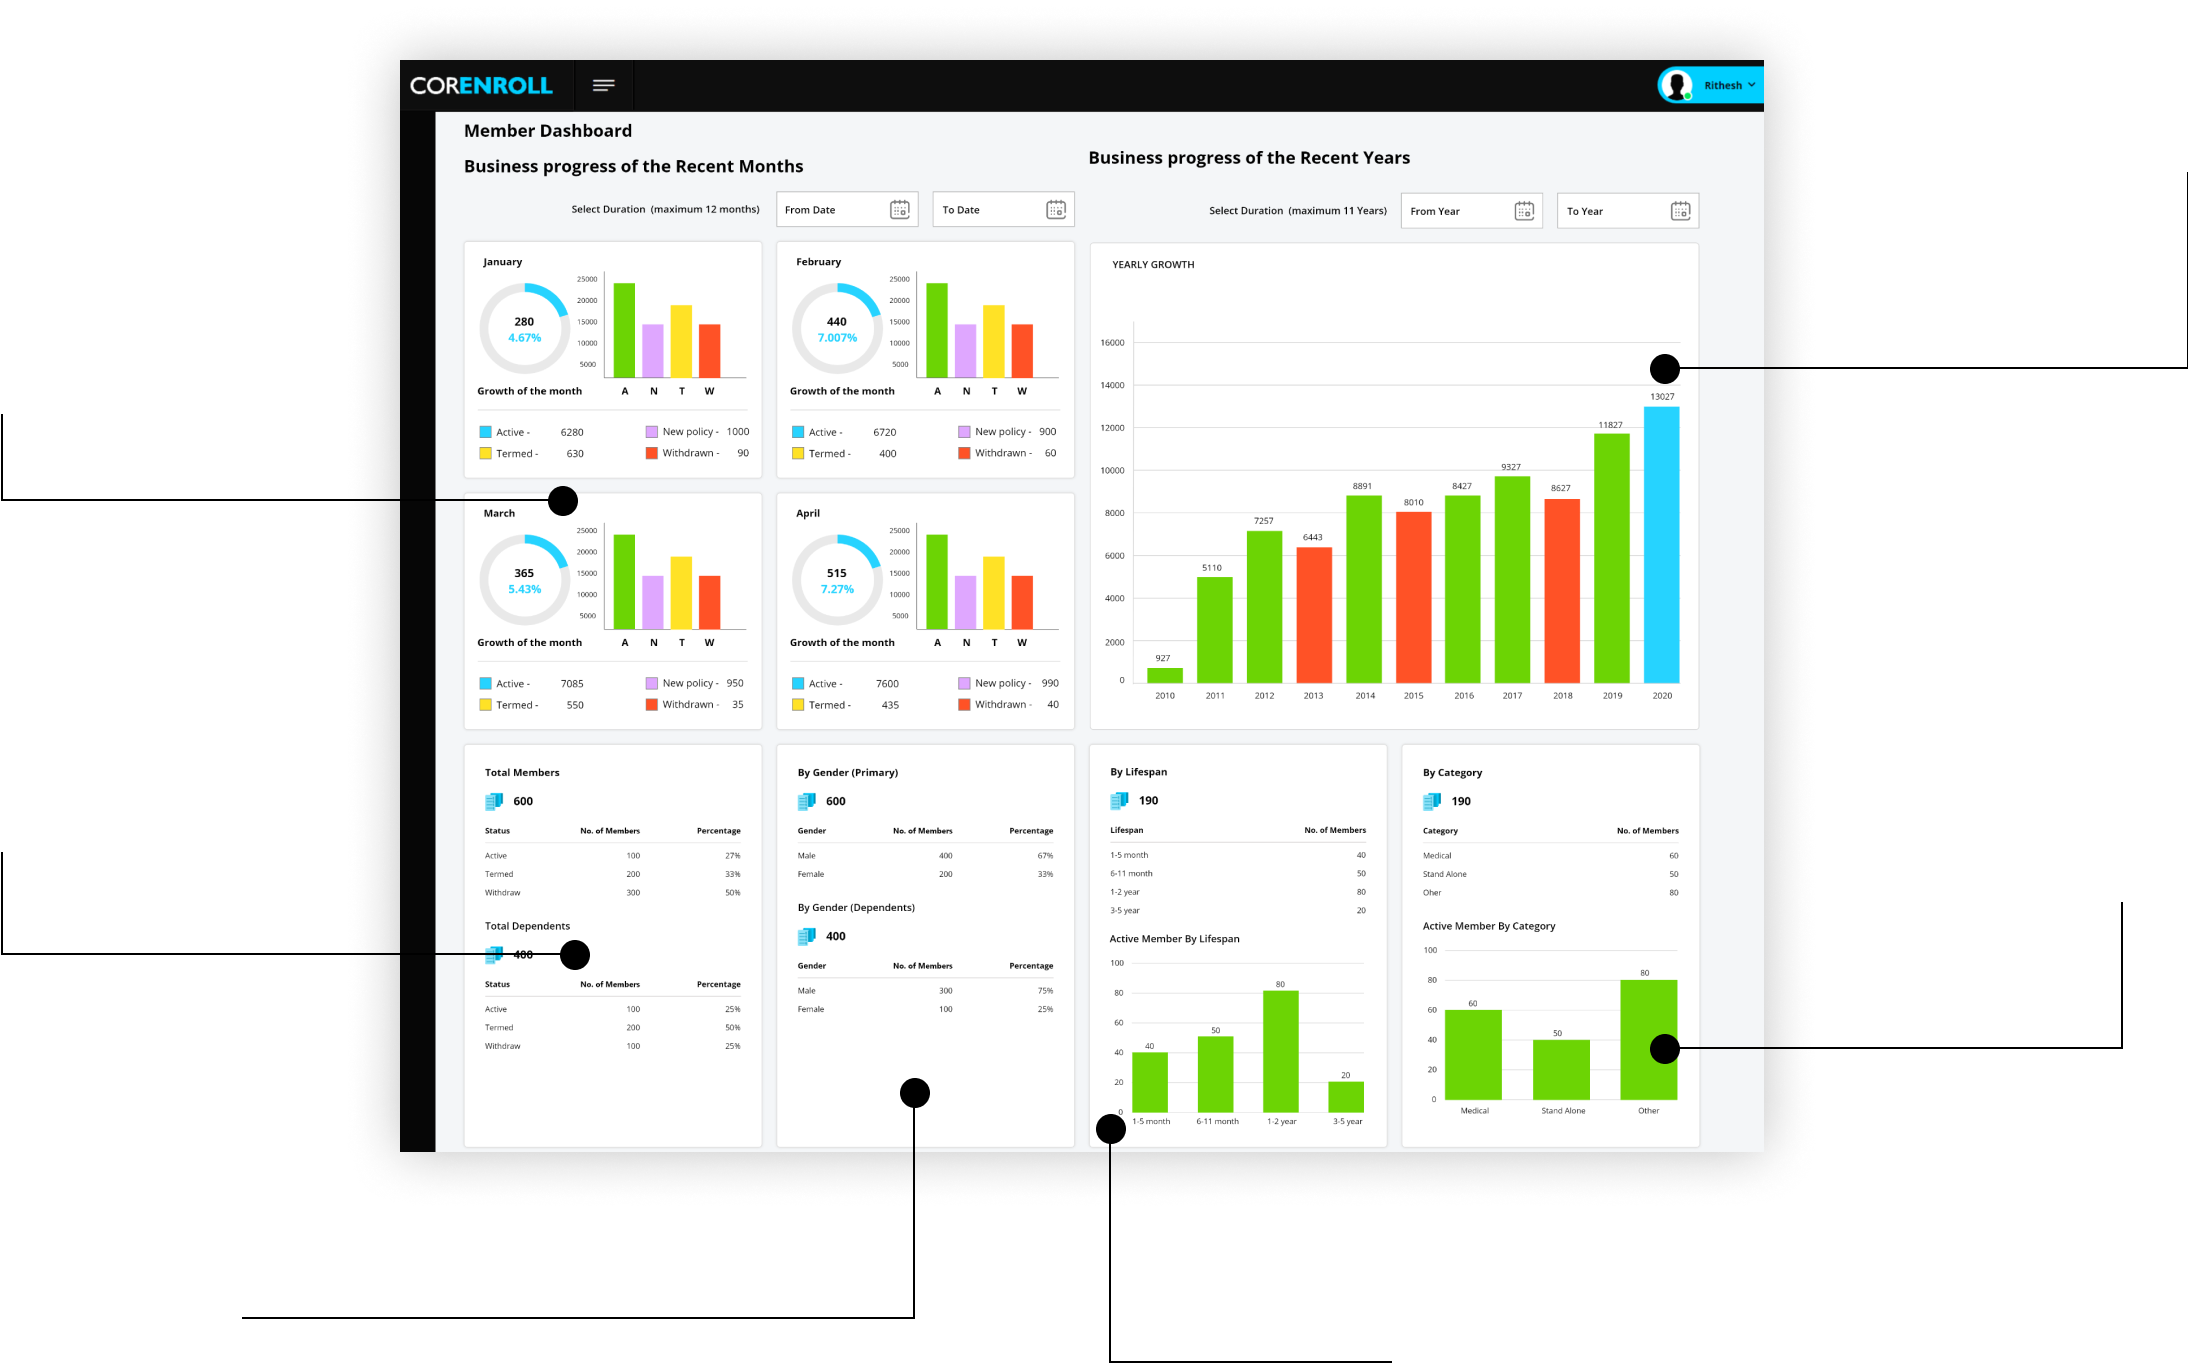 CORENROLL
Rithesh
Member Dashboard
Business progress of the Recent Months
Select Duration (maximum 12 months) From Date To Date
January
280
4.67%
Growth of the month
25000
20000
15000
10000
5000
A N T W
Active - 6280 New policy - 1000
Termed - 630 Withdrawn - 90
February
440
7.007%
Growth of the month
25000
20000
15000
10000
5000
A N T W
Active - 6720 New policy - 900
Termed - 400 Withdrawn - 60
March
365
5.43%
Growth of the month
25000
20000
15000
10000
5000
A N T W
Active - 7085 New policy - 950
Termed - 550 Withdrawn - 35
April
515
7.27%
Growth of the month
25000
20000
15000
10000
5000
A N T W
Active - 7600 New policy - 990
Termed - 435 Withdrawn - 40
Business progress of the Recent Years
Select Duration (maximum 11 Years) From Year To Year
YEARLY GROWTH
16000
14000
12000
10000
8000
6000
4000
2000
0
927 5110 7257 6443 8891 8010 8427 9327 8627 11827 13027
2010 2011 2012 2013 2014 2015 2016 2017 2018 2019 2020
Total Members
600
Status No. of Members Percentage
Active 100 27%
Termed 200 33%
Withdraw 300 50%
Total Dependents
400
Status No. of Members Percentage
Active 100 25%
Termed 200 50%
Withdraw 100 25%
By Gender (Primary)
600
Gender No. of Members Percentage
Male 400 67%
Female 200 33%
By Gender (Dependents)
400
Gender No. of Members Percentage
Male 300 75%
Female 100 25%
By Lifespan
190
Lifespan No. of Members
1-5 month 40
6-11 month 50
1-2 year 80
3-5 year 20
Active Member By Lifespan
100
80
60
40
20
0
40 50 80 20
1-5 month 6-11 month 1-2 year 3-5 year
By Category
190
Category No. of Members
Medical 60
Stand Alone 50
Oher 80
Active Member By Category
100
80
60
40
20
0
60 50 80
Medical Stand Alone Other